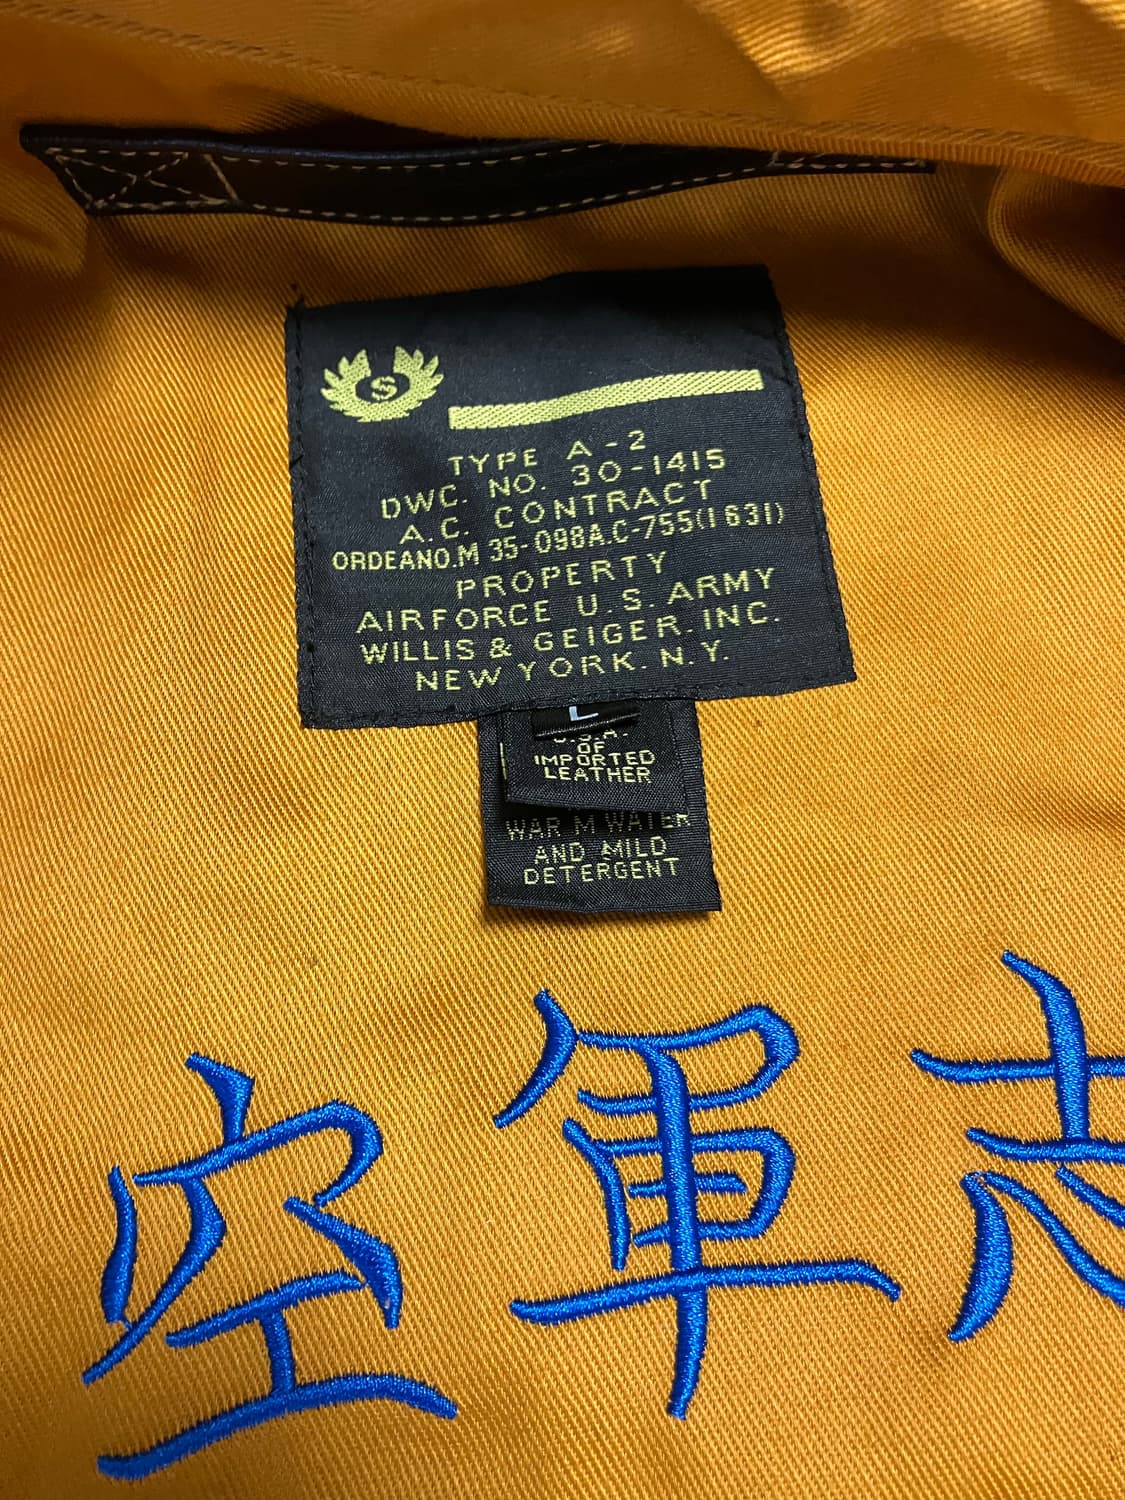 S
TYPE A-2
DWC. NO. 30-1415
A.C. CONTRACT
ORDEANO.M 35-098A.C-755(1631)
PROPERTY
AIRFORCE U.S. ARMY
WILLIS & GEIGER. INC.
NEW YORK. N.Y.
L
U.S.A.
OF
IMPORTED
LEATHER
WARM WATER
AND MILD
DETERGENT
空軍志